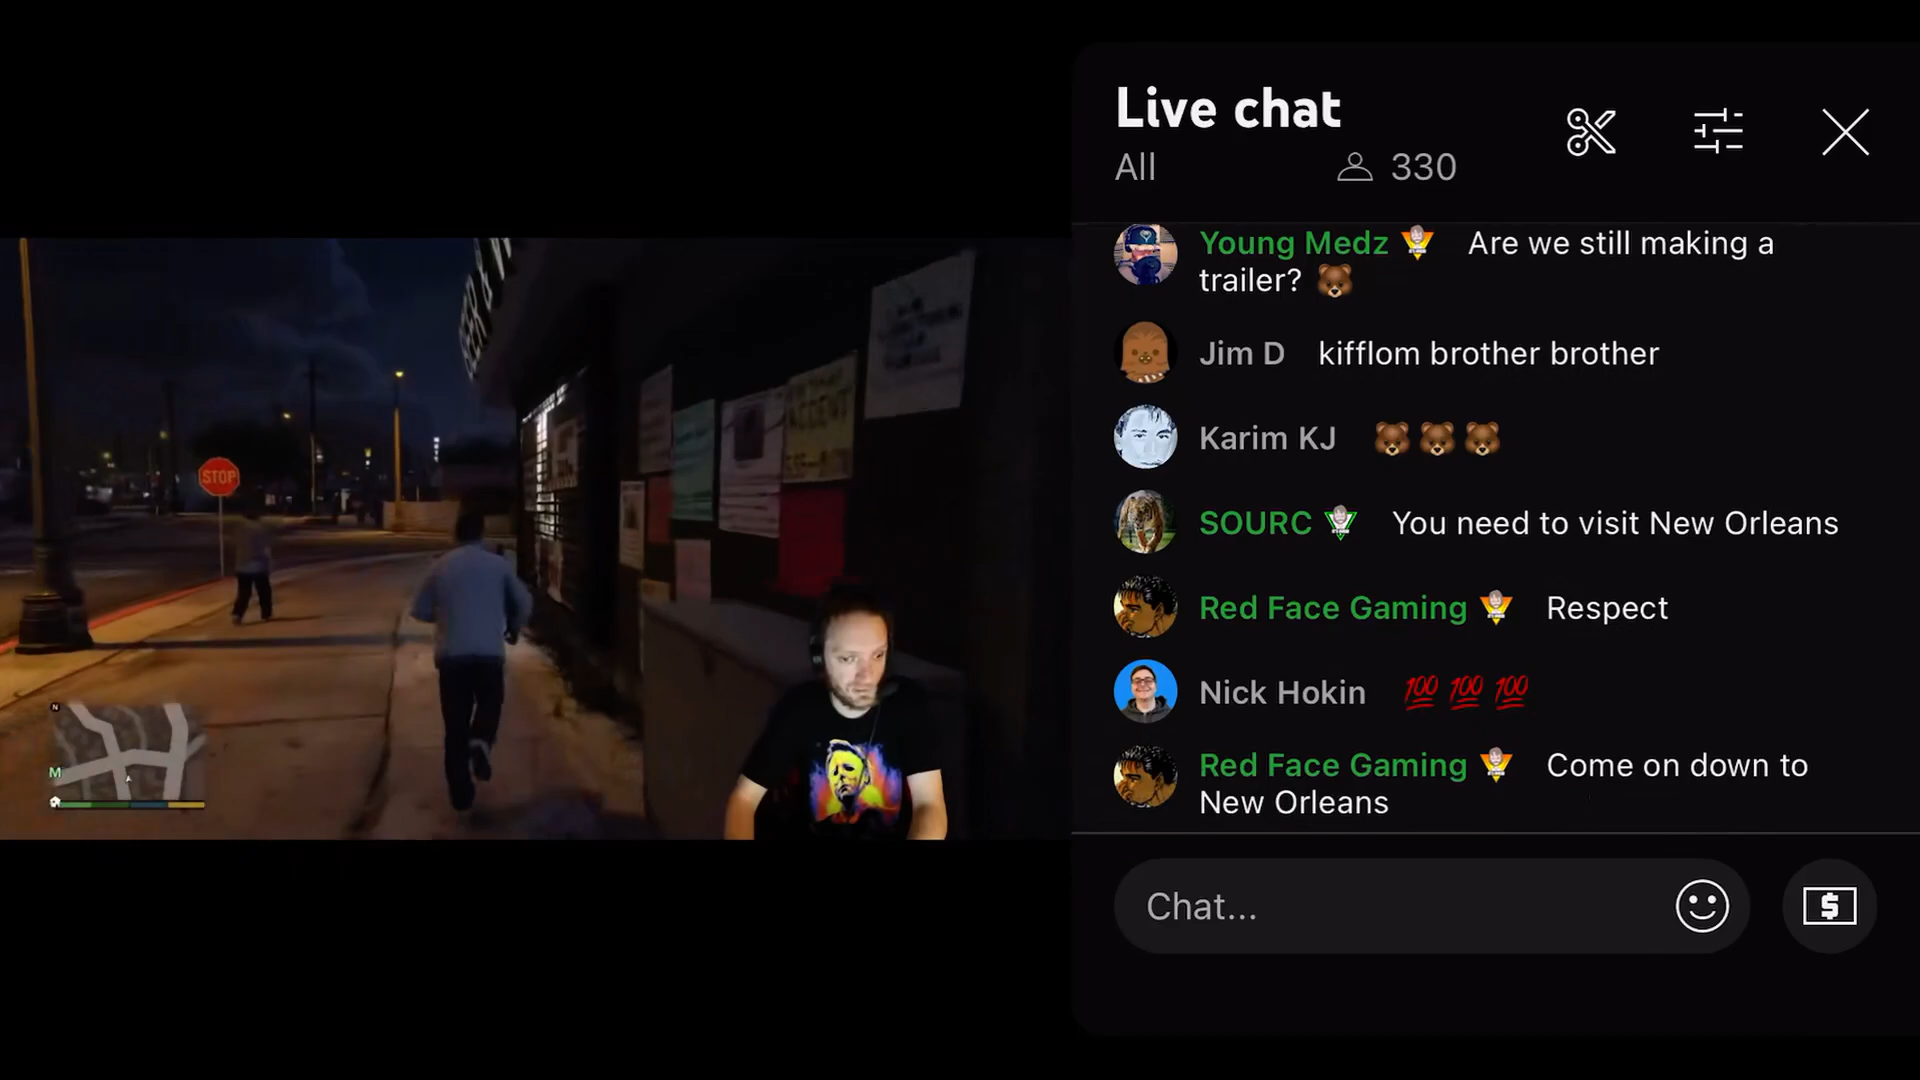 Live chat
All 330
Young Medz Are we still making a
trailer? 🐻
Jim D kifflom brother brother
Karim KJ 🐻🐻🐻
SOURC You need to visit New Orleans
Red Face Gaming Respect
Nick Hokin 💯💯💯
Red Face Gaming Come on down to
New Orleans
Chat...
STOP
N
M